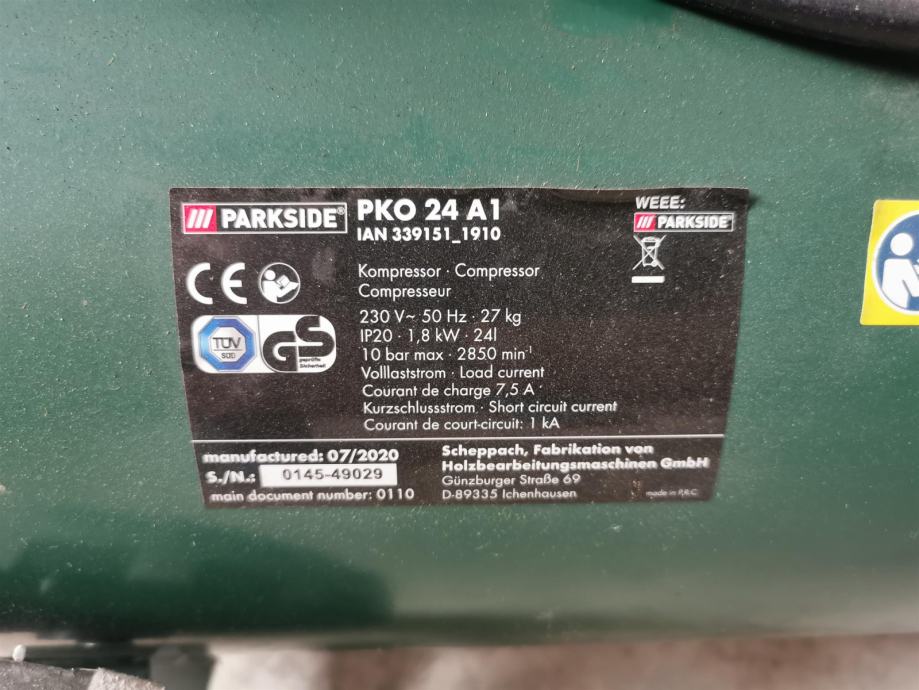 PARKSIDE®
PKO 24 A1
IAN 339151_1910
WEEE:
PARKSIDE
CE
Kompressor · Compressor
Compresseur
230 V~ 50 Hz · 27 kg
IP20 · 1,8 kW · 24l
10 bar max · 2850 min⁻¹
Volllaststrom · Load current
Courant de charge 7,5 A
Kurzschlussstrom · Short circuit current
Courant de court-circuit: 1 kA
TÜV
SÜD
GS
geprüfte
Sicherheit
manufactured: 07/2020
S./N.: 0145-49029
main document number: 0110
Scheppach, Fabrikation von
Holzbearbeitungsmaschinen GmbH
Günzburger Straße 69
D-89335 Ichenhausen
made in P.R.C.